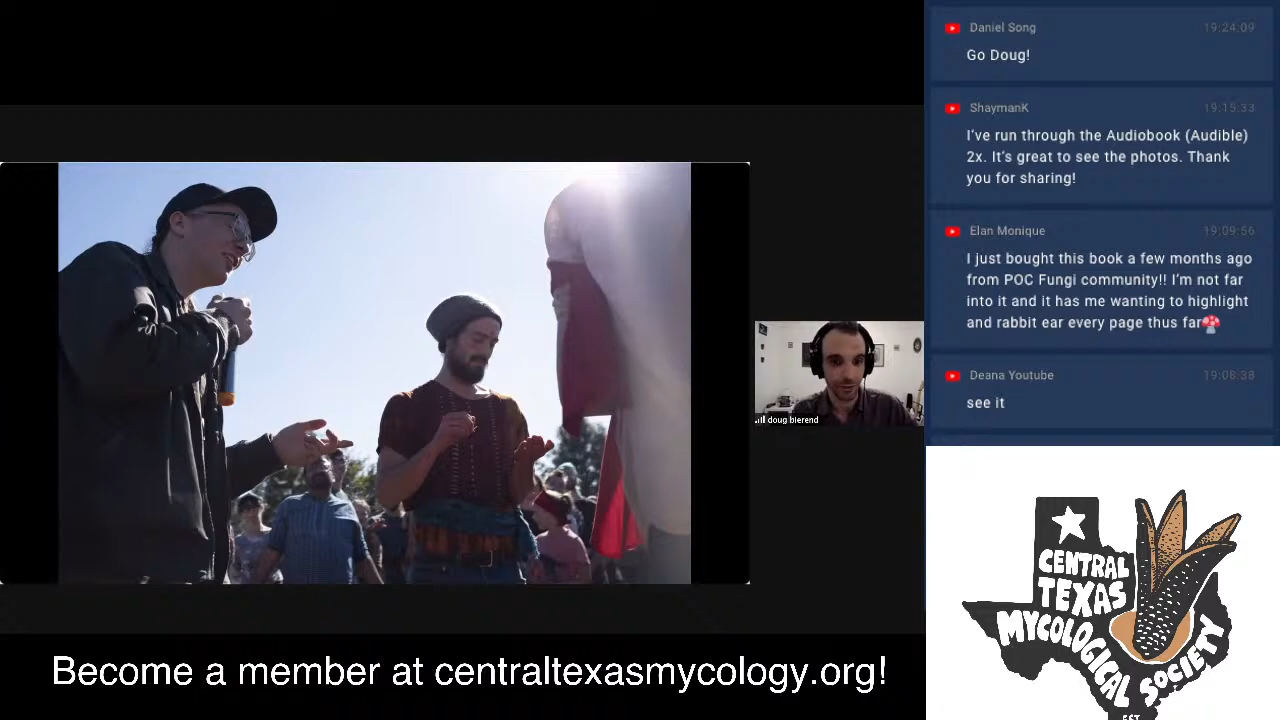 doug bierend
Become a member at centraltexasmycology.org!
Daniel Song 19:24:09
Go Doug!
ShaymanK 19:15:33
I've run through the Audiobook (Audible)
2x. It's great to see the photos. Thank
you for sharing!
Elan Monique 19:09:56
I just bought this book a few months ago
from POC Fungi community!! I'm not far
into it and it has me wanting to highlight
and rabbit ear every page thus far🍄
Deana Youtube 19:08:38
see it
CENTRAL
TEXAS
MYCOLOGICAL
SOCIETY
EST